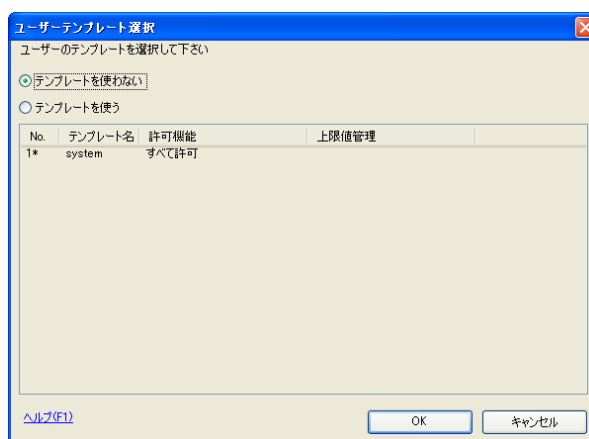 ユーザーテンプレート選択
ユーザーのテンプレートを選択して下さい
テンプレートを使わない
テンプレートを使う
No. テンプレート名 許可機能 上限値管理
1* system すべて許可
ヘルプ(F1) OK キャンセル